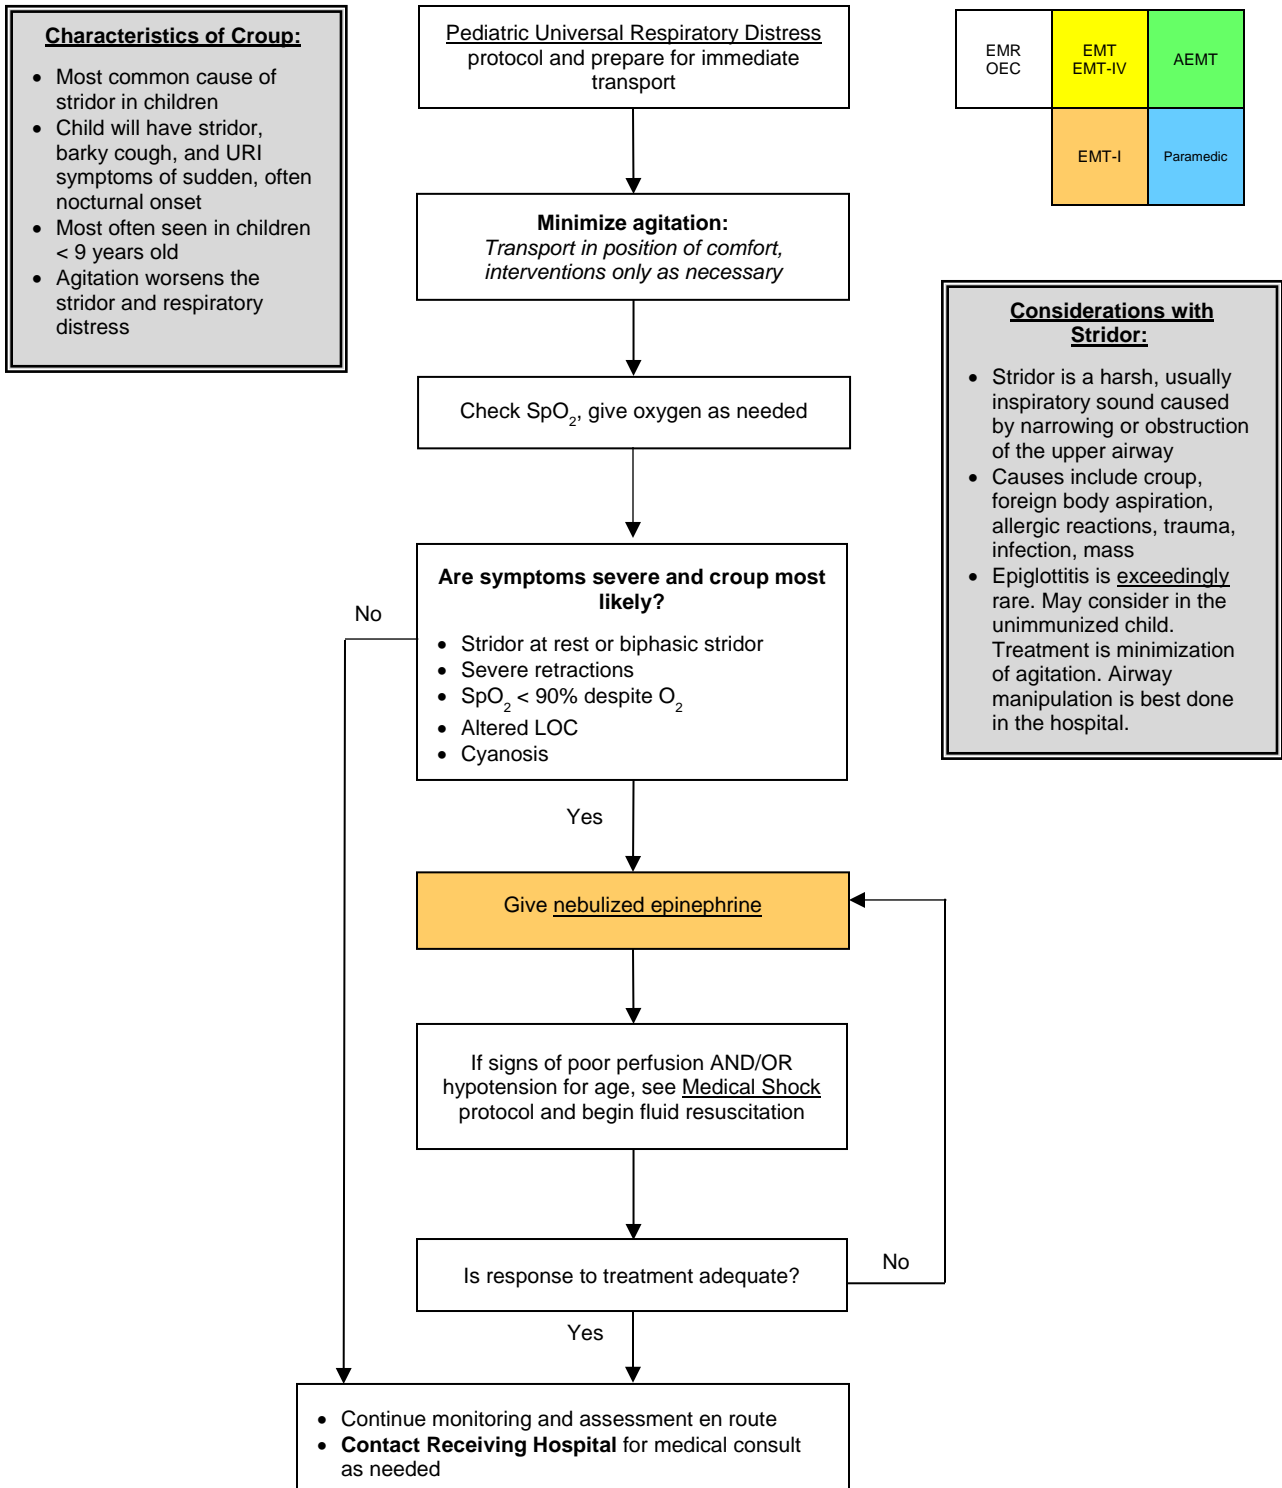 Characteristics of Croup:
• Most common cause of
stridor in children
• Child will have stridor,
barky cough, and URI
symptoms of sudden, often
nocturnal onset
• Most often seen in children
< 9 years old
• Agitation worsens the
stridor and respiratory
distress
Pediatric Universal Respiratory Distress
protocol and prepare for immediate
transport
EMR
OEC
EMT
EMT-IV
AEMT
EMT-I
Paramedic
Minimize agitation:
Transport in position of comfort,
interventions only as necessary
Considerations with
Stridor:
• Stridor is a harsh, usually
inspiratory sound caused
by narrowing or obstruction
of the upper airway
• Causes include croup,
foreign body aspiration,
allergic reactions, trauma,
infection, mass
• Epiglottitis is exceedingly
rare. May consider in the
unimmunized child.
Treatment is minimization
of agitation. Airway
manipulation is best done
in the hospital.
Check SpO2, give oxygen as needed
Are symptoms severe and croup most
likely?
• Stridor at rest or biphasic stridor
• Severe retractions
• SpO2 < 90% despite O2
• Altered LOC
• Cyanosis
No
Yes
Give nebulized epinephrine
If signs of poor perfusion AND/OR
hypotension for age, see Medical Shock
protocol and begin fluid resuscitation
Is response to treatment adequate?
No
Yes
• Continue monitoring and assessment en route
• Contact Receiving Hospital for medical consult
as needed